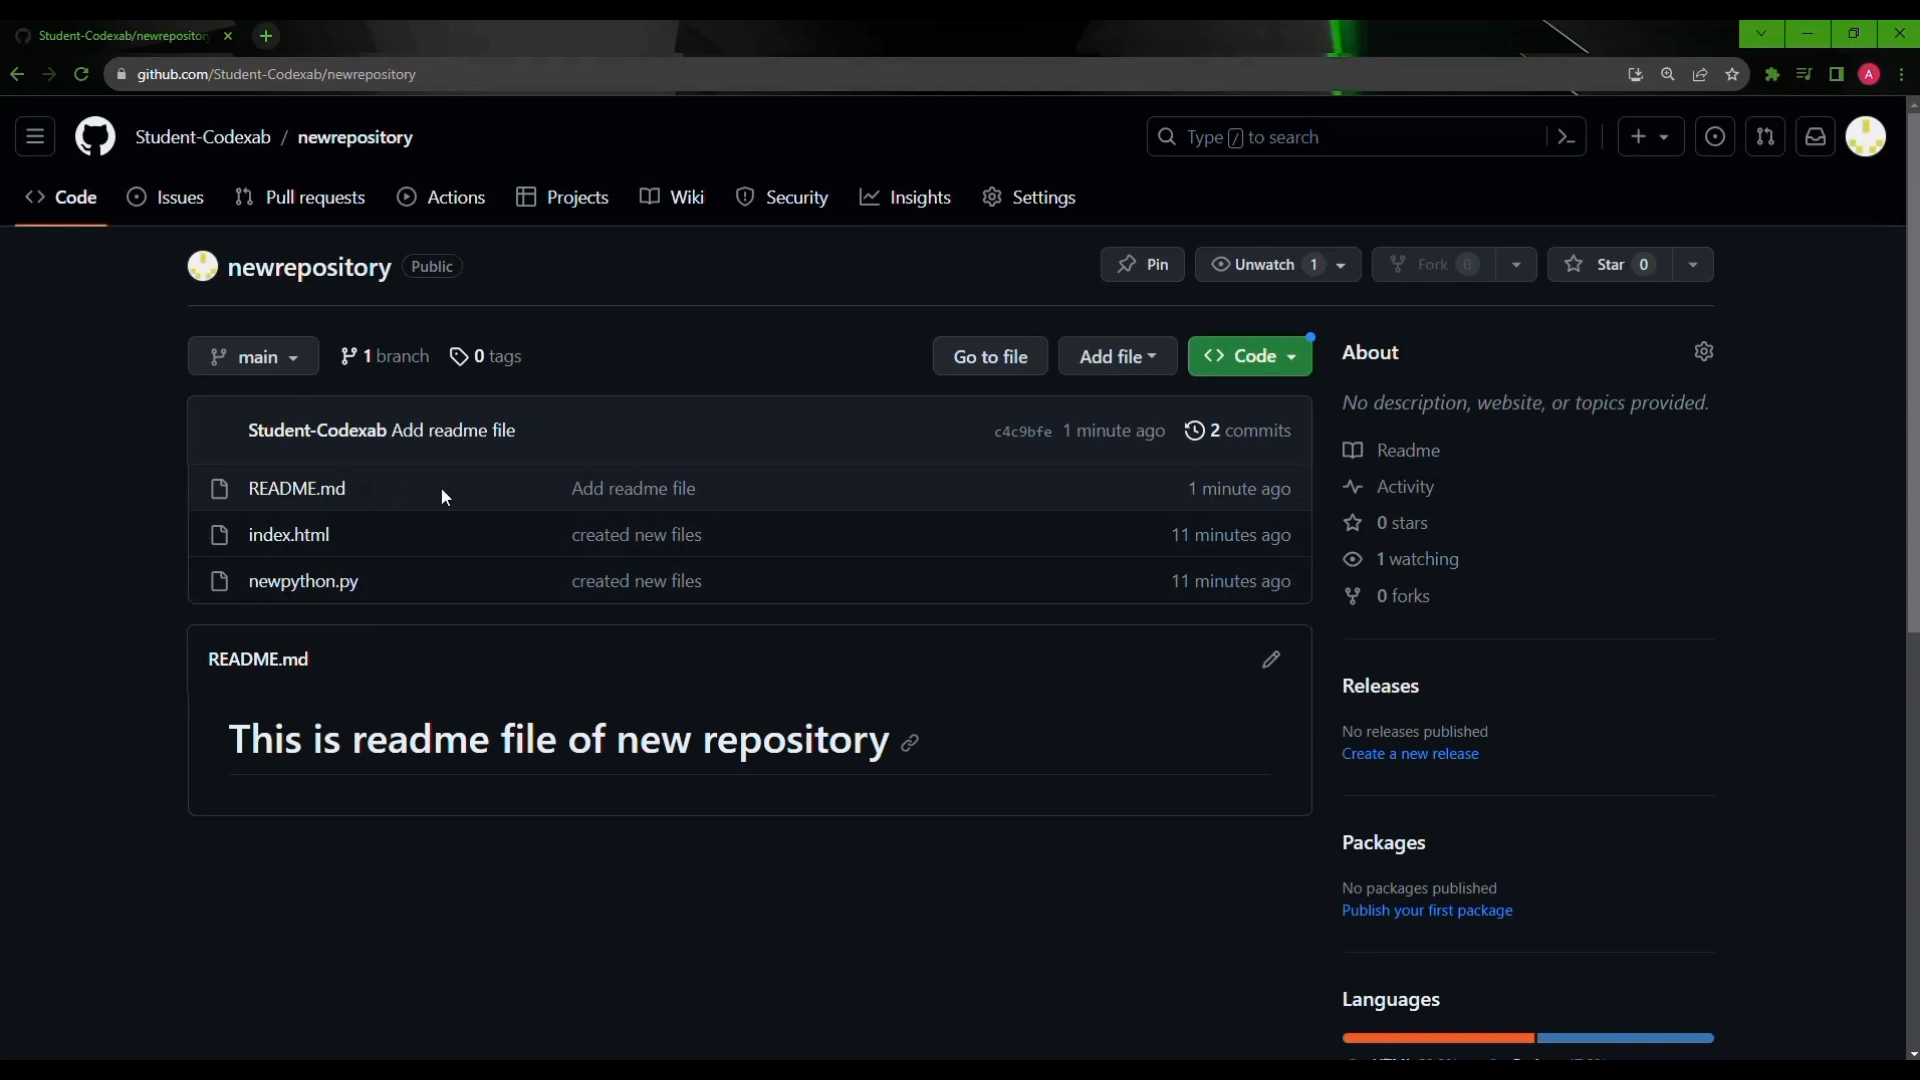 Student-Codexab/newrepositor
github.com/Student-Codexab/newrepository
A
Student-Codexab / newrepository
Type / to search
Code Issues Pull requests Actions Projects Wiki Security Insights Settings
newrepository Public
Pin Unwatch 1 Fork 0 Star 0
main 1 branch 0 tags Go to file Add file Code
About
No description, website, or topics provided.
Student-Codexab Add readme file c4c9bfe 1 minute ago 2 commits
README.md Add readme file 1 minute ago
index.html created new files 11 minutes ago
newpython.py created new files 11 minutes ago
Readme
Activity
0 stars
1 watching
0 forks
README.md
This is readme file of new repository
Releases
No releases published
Create a new release
Packages
No packages published
Publish your first package
Languages